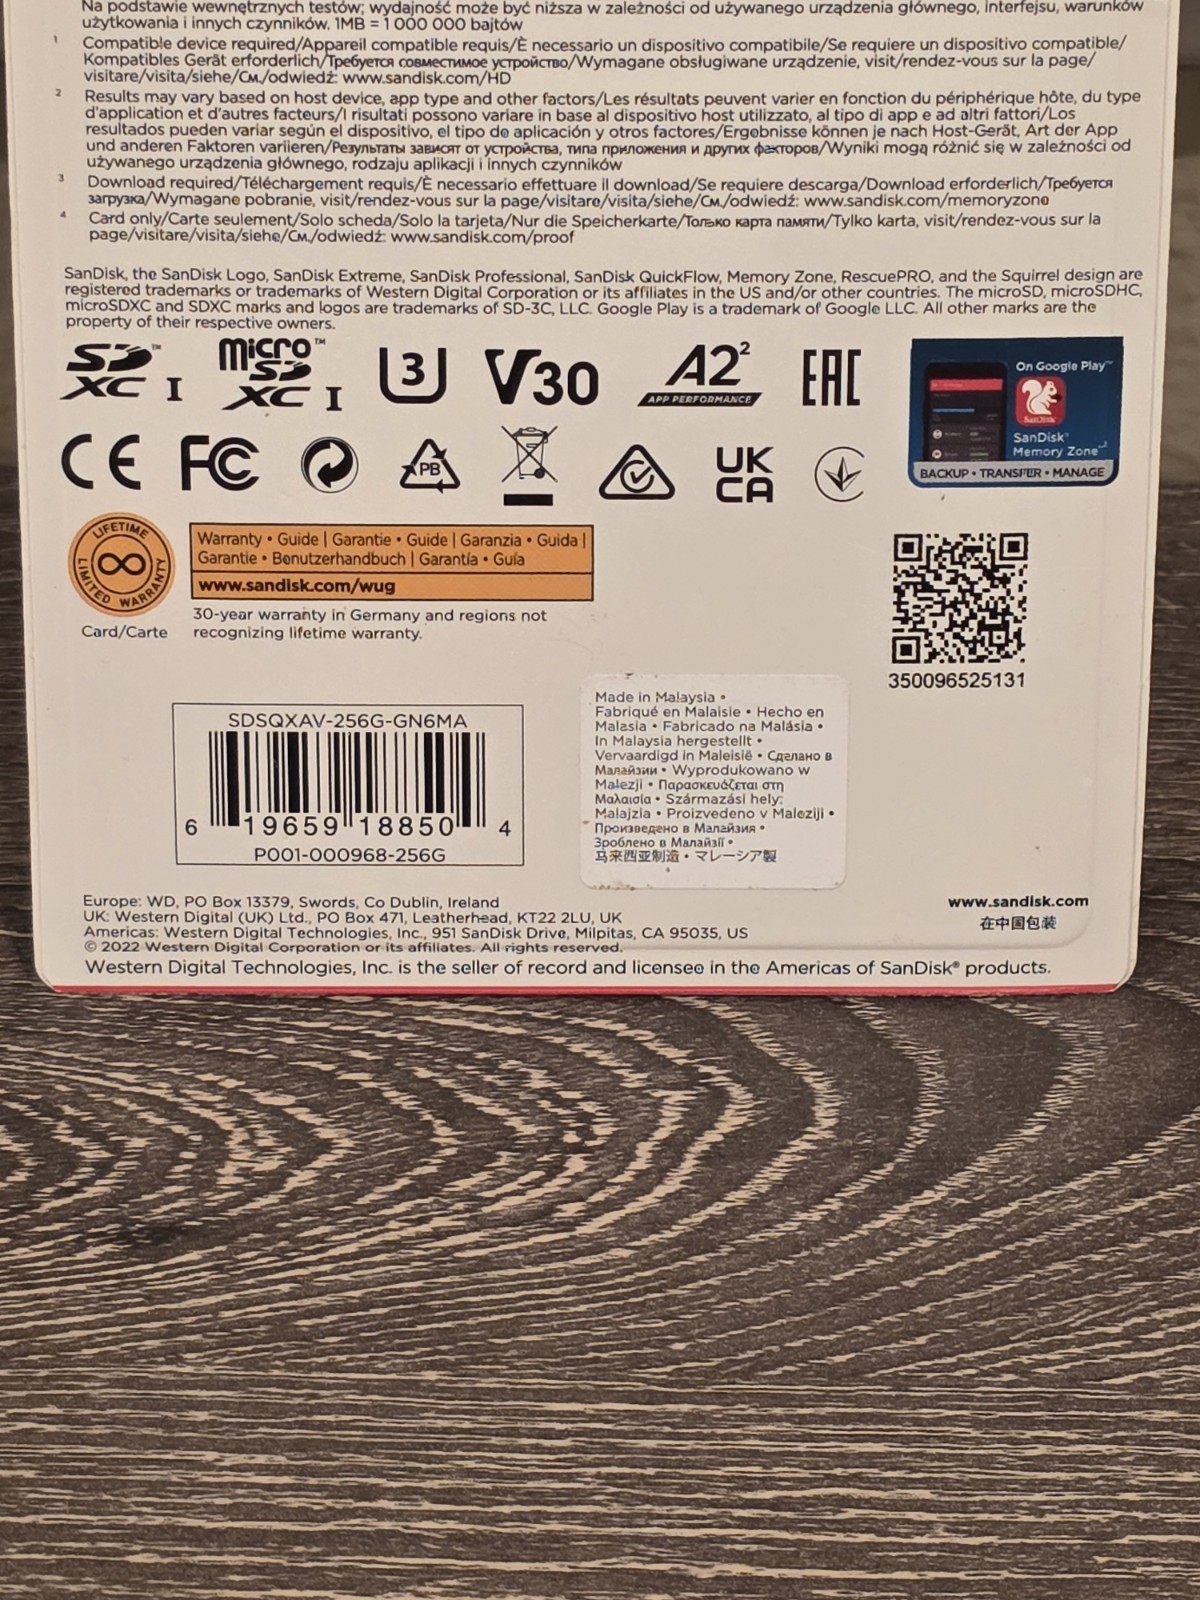 Na podstawie wewnętrznych testów; wydajność może być niższa w zależności od używanego urządzenia głównego, interfejsu, warunków
użytkowania i innych czynników. 1MB = 1 000 000 bajtów
1 Compatible device required/Appareil compatible requis/È necessario un dispositivo compatibile/Se requiere un dispositivo compatible/
Kompatibles Gerät erforderlich/Требуется совместимое устройство/Wymagane obsługiwane urządzenie, visit/rendez-vous sur la page/
visitare/visita/siehe/См./odwiedź: www.sandisk.com/HD
2 Results may vary based on host device, app type and other factors/Les résultats peuvent varier en fonction du périphérique hôte, du type
d'application et d'autres facteurs/I risultati possono variare in base al dispositivo host utilizzato, al tipo di app e ad altri fattori/Los
resultados pueden variar según el dispositivo, el tipo de aplicación y otros factores/Ergebnisse können je nach Host-Gerät, Art der App
und anderen Faktoren variieren/Результаты зависят от устройства, типа приложения и других факторов/Wyniki mogą różnić się w zależności od
używanego urządzenia głównego, rodzaju aplikacji i innych czynników
3 Download required/Téléchargement requis/È necessario effettuare il download/Se requiere descarga/Download erforderlich/Требуется
загрузка/Wymagane pobranie, visit/rendez-vous sur la page/visitare/visita/siehe/См./odwiedź: www.sandisk.com/memoryzone
4 Card only/Carte seulement/Solo scheda/Solo la tarjeta/Nur die Speicherkarte/Только карта памяти/Tylko karta, visit/rendez-vous sur la
page/visitare/visita/siehe/См./odwiedź: www.sandisk.com/proof
SanDisk, the SanDisk Logo, SanDisk Extreme, SanDisk Professional, SanDisk QuickFlow, Memory Zone, RescuePRO, and the Squirrel design are
registered trademarks or trademarks of Western Digital Corporation or its affiliates in the US and/or other countries. The microSD, microSDHC,
microSDXC and SDXC marks and logos are trademarks of SD-3C, LLC. Google Play is a trademark of Google LLC. All other marks are the
property of their respective owners.
SD XC I™ micro SD XC I™ U3 V30 A2² APP PERFORMANCE EAC
On Google Play™
SanDisk
SanDisk®
Memory Zone
BACKUP • TRANSFER • MANAGE
CE FC PB UK CA
LIFETIME LIMITED WARRANTY
Card/Carte
Warranty • Guide | Garantie • Guide | Garanzia • Guida |
Garantie • Benutzerhandbuch | Garantía • Guía
www.sandisk.com/wug
30-year warranty in Germany and regions not
recognizing lifetime warranty.
350096525131
SDSQXAV-256G-GN6MA
6 19659 18850 4
P001-000968-256G
Made in Malaysia •
Fabriqué en Malaisie • Hecho en
Malasia • Fabricado na Malásia •
In Malaysia hergestellt •
Vervaardigd in Maleisië • Сделано в
Малайзии • Wyprodukowano w
Malezji • Παρασκευάζεται στη
Μαλαισία • Származási hely:
Malajzia • Proizvedeno v Maleziji •
Произведено в Малайзия •
Зроблено в Малайзії •
马来西亚制造 • マレーシア製
Europe: WD, PO Box 13379, Swords, Co Dublin, Ireland
UK: Western Digital (UK) Ltd., PO Box 471, Leatherhead, KT22 2LU, UK
Americas: Western Digital Technologies, Inc., 951 SanDisk Drive, Milpitas, CA 95035, US
© 2022 Western Digital Corporation or its affiliates. All rights reserved.
www.sandisk.com
在中国包装
Western Digital Technologies, Inc. is the seller of record and licensee in the Americas of SanDisk® products.